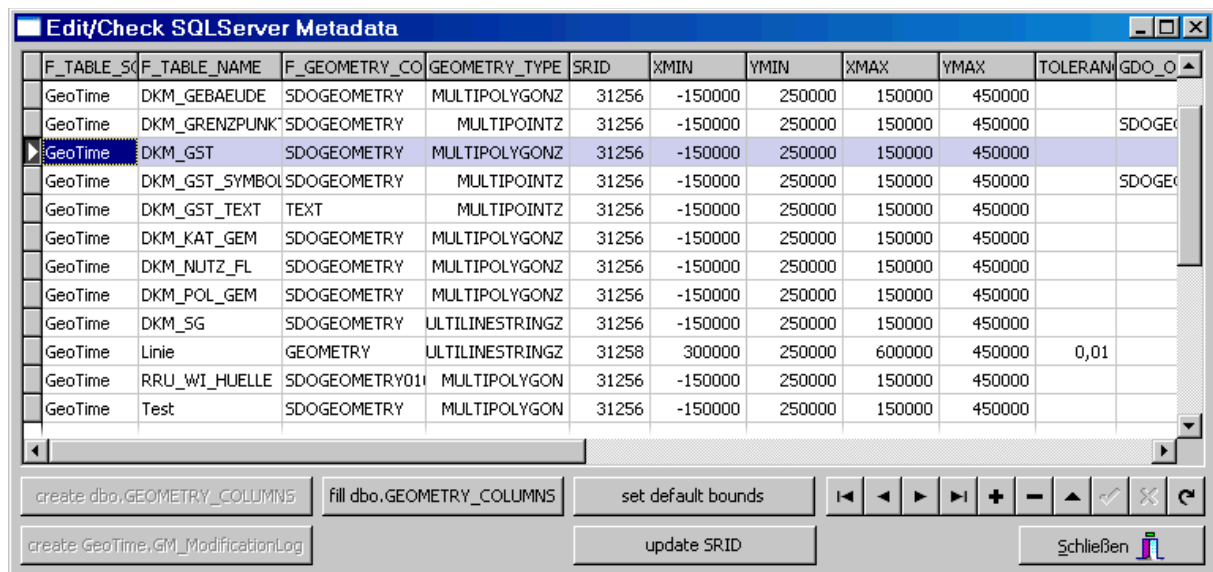 Edit/Check SQLServer Metadata
F_TABLE_SC F_TABLE_NAME F_GEOMETRY_CO GEOMETRY_TYPE SRID XMIN YMIN XMAX YMAX TOLERAN GDO_O
GeoTime DKM_GEBAEUDE SDOGEOMETRY MULTIPOLYGONZ 31256 -150000 250000 150000 450000
GeoTime DKM_GRENZPUNKT SDOGEOMETRY MULTIPOINTZ 31256 -150000 250000 150000 450000 SDOGE
GeoTime DKM_GST SDOGEOMETRY MULTIPOLYGONZ 31256 -150000 250000 150000 450000
GeoTime DKM_GST_SYMBOL SDOGEOMETRY MULTIPOINTZ 31256 -150000 250000 150000 450000 SDOGE
GeoTime DKM_GST_TEXT TEXT MULTIPOINTZ 31256 -150000 250000 150000 450000
GeoTime DKM_KAT_GEM SDOGEOMETRY MULTIPOLYGONZ 31256 -150000 250000 150000 450000
GeoTime DKM_NUTZ_FL SDOGEOMETRY MULTIPOLYGONZ 31256 -150000 250000 150000 450000
GeoTime DKM_POL_GEM SDOGEOMETRY MULTIPOLYGONZ 31256 -150000 250000 150000 450000
GeoTime DKM_SG SDOGEOMETRY ULTILINESTRINGZ 31256 -150000 250000 150000 450000
GeoTime Linie GEOMETRY ULTILINESTRINGZ 31258 300000 250000 600000 450000 0,01
GeoTime RRU_WI_HUELLE SDOGEOMETRY01 MULTIPOLYGON 31256 -150000 250000 150000 450000
GeoTime Test SDOGEOMETRY MULTIPOLYGON 31256 -150000 250000 150000 450000
create dbo.GEOMETRY_COLUMNS fill dbo.GEOMETRY_COLUMNS set default bounds
create GeoTime.GM_ModificationLog update SRID Schließen